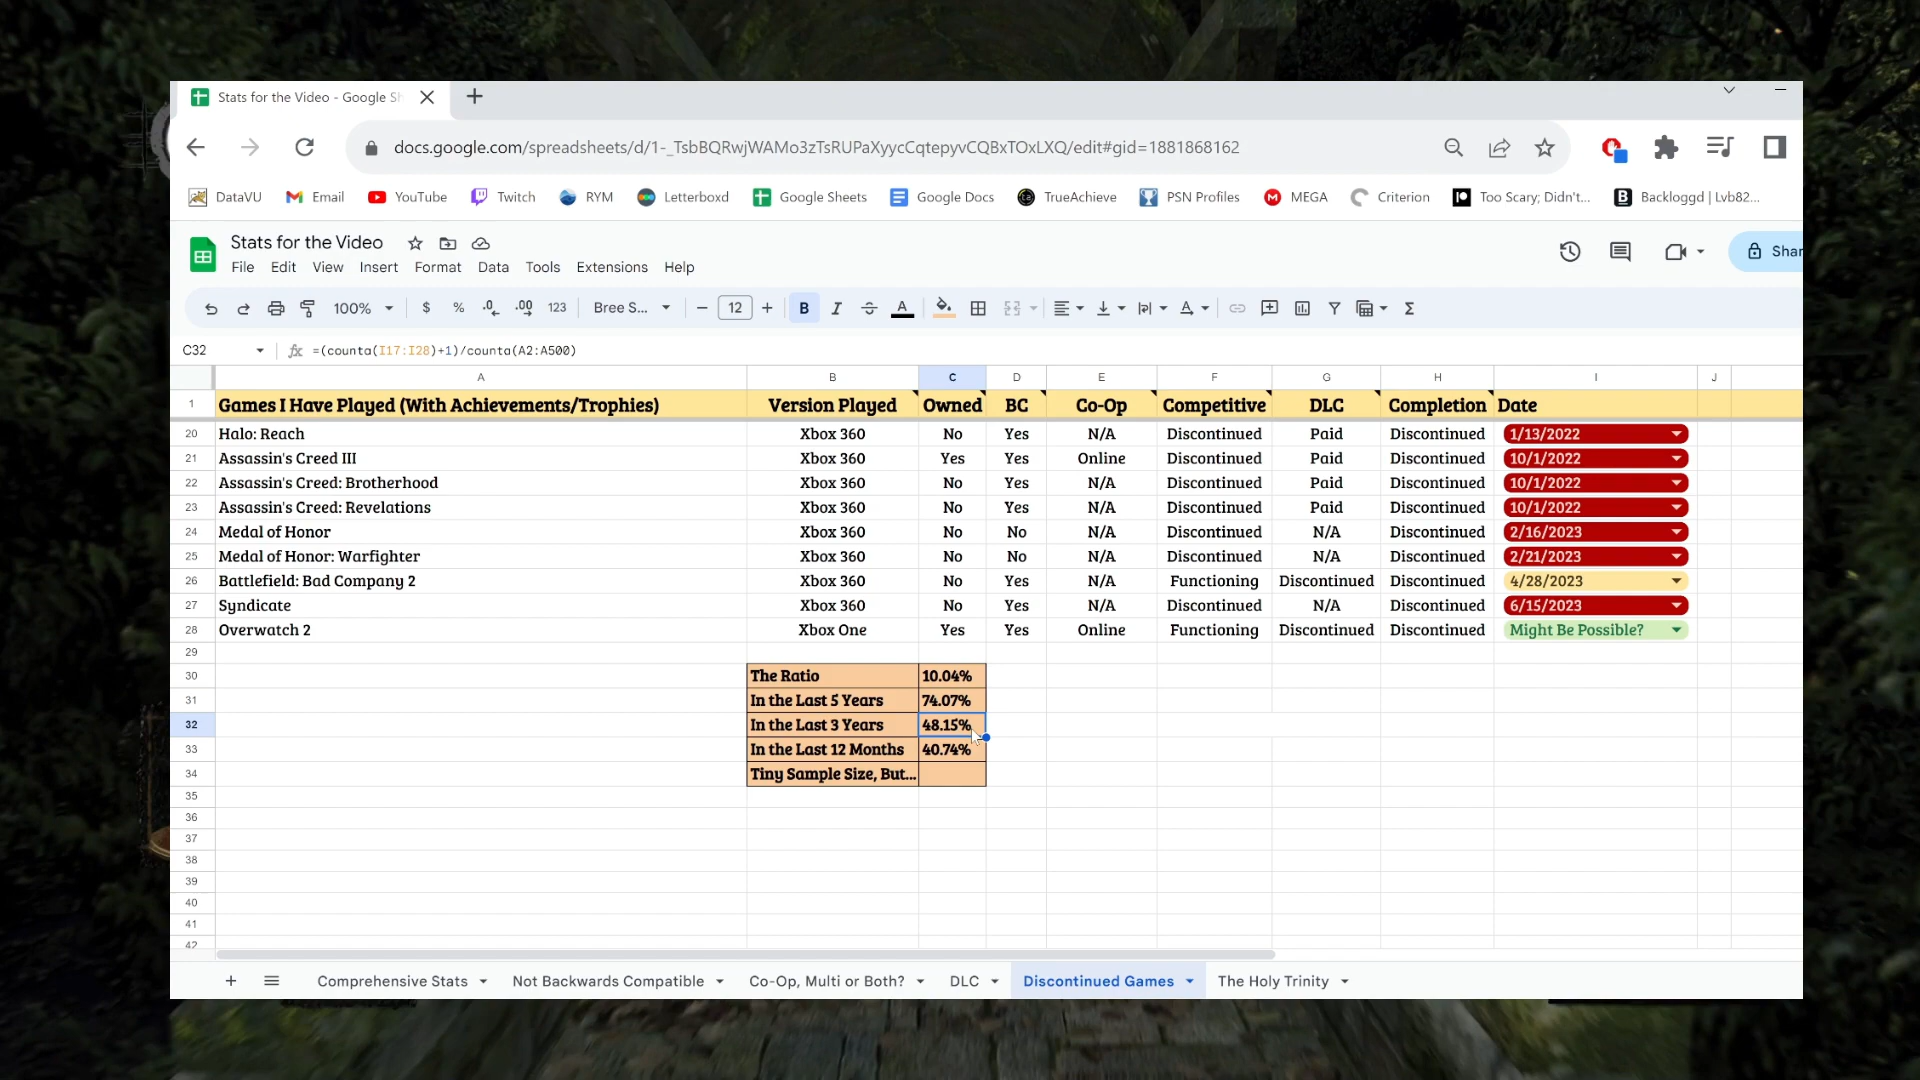 Stats for the Video - Google Sh
docs.google.com/spreadsheets/d/1-_TsbBQRwjWAMo3zTsRUPaXyycCqtepyvCQBxTOxLXQ/edit#gid=1881868162
DataVU Email YouTube Twitch RYM Letterboxd Google Sheets Google Docs TrueAchieve PSN Profiles MEGA Criterion Too Scary; Didn't... Backloggd | Lvb82...
Stats for the Video
File Edit View Insert Format Data Tools Extensions Help
Shar
100% $ % .0 .00 123 Bree S... 12 B I A
C32 fx =(counta(I17:I28)+1)/counta(A2:A500)
A B C D E F G H I J
1 Games I Have Played (With Achievements/Trophies) Version Played Owned BC Co-Op Competitive DLC Completion Date
20 Halo: Reach Xbox 360 No Yes N/A Discontinued Paid Discontinued 1/13/2022
21 Assassin's Creed III Xbox 360 Yes Yes Online Discontinued Paid Discontinued 10/1/2022
22 Assassin's Creed: Brotherhood Xbox 360 No Yes N/A Discontinued Paid Discontinued 10/1/2022
23 Assassin's Creed: Revelations Xbox 360 No Yes N/A Discontinued Paid Discontinued 10/1/2022
24 Medal of Honor Xbox 360 No No N/A Discontinued N/A Discontinued 2/16/2023
25 Medal of Honor: Warfighter Xbox 360 No No N/A Discontinued N/A Discontinued 2/21/2023
26 Battlefield: Bad Company 2 Xbox 360 No Yes N/A Functioning Discontinued Discontinued 4/28/2023
27 Syndicate Xbox 360 No Yes N/A Discontinued N/A Discontinued 6/15/2023
28 Overwatch 2 Xbox One Yes Yes Online Functioning Discontinued Discontinued Might Be Possible?
29
30 The Ratio 10.04%
31 In the Last 5 Years 74.07%
32 In the Last 3 Years 48.15%
33 In the Last 12 Months 40.74%
34 Tiny Sample Size, But...
35
36
37
38
39
40
41
42
Comprehensive Stats Not Backwards Compatible Co-Op, Multi or Both? DLC Discontinued Games The Holy Trinity